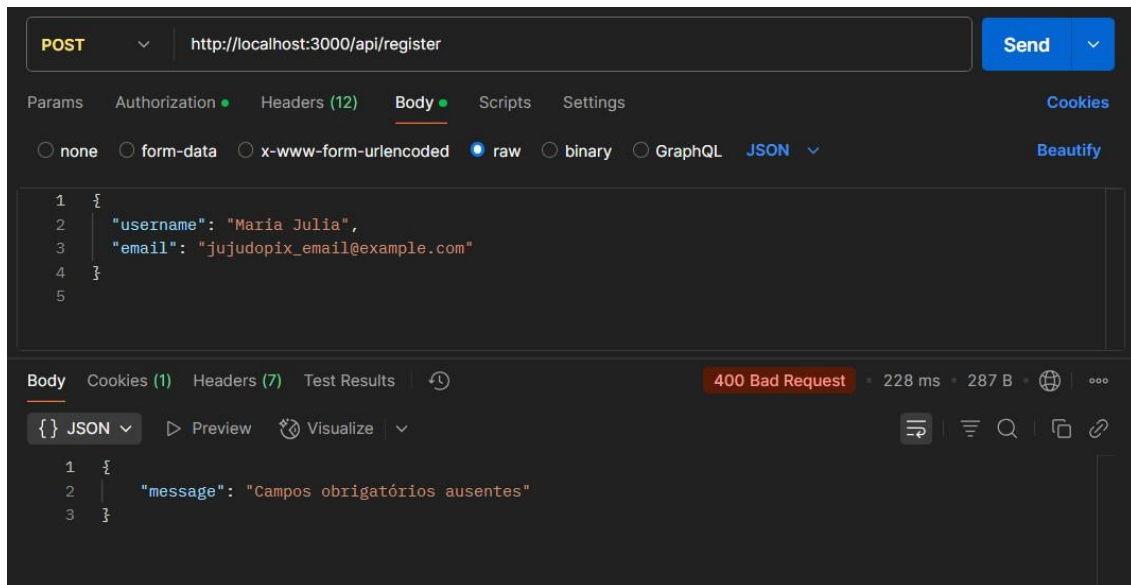 POST http://localhost:3000/api/register Send
Params Authorization Headers (12) Body Scripts Settings Cookies
none form-data x-www-form-urlencoded raw binary GraphQL JSON Beautify
1 {
2 "username": "Maria Julia",
3 "email": "jujudopix_email@example.com"
4 }
5
Body Cookies (1) Headers (7) Test Results 400 Bad Request 228 ms 287 B
{} JSON Preview Visualize
1 {
2 "message": "Campos obrigatórios ausentes"
3 }